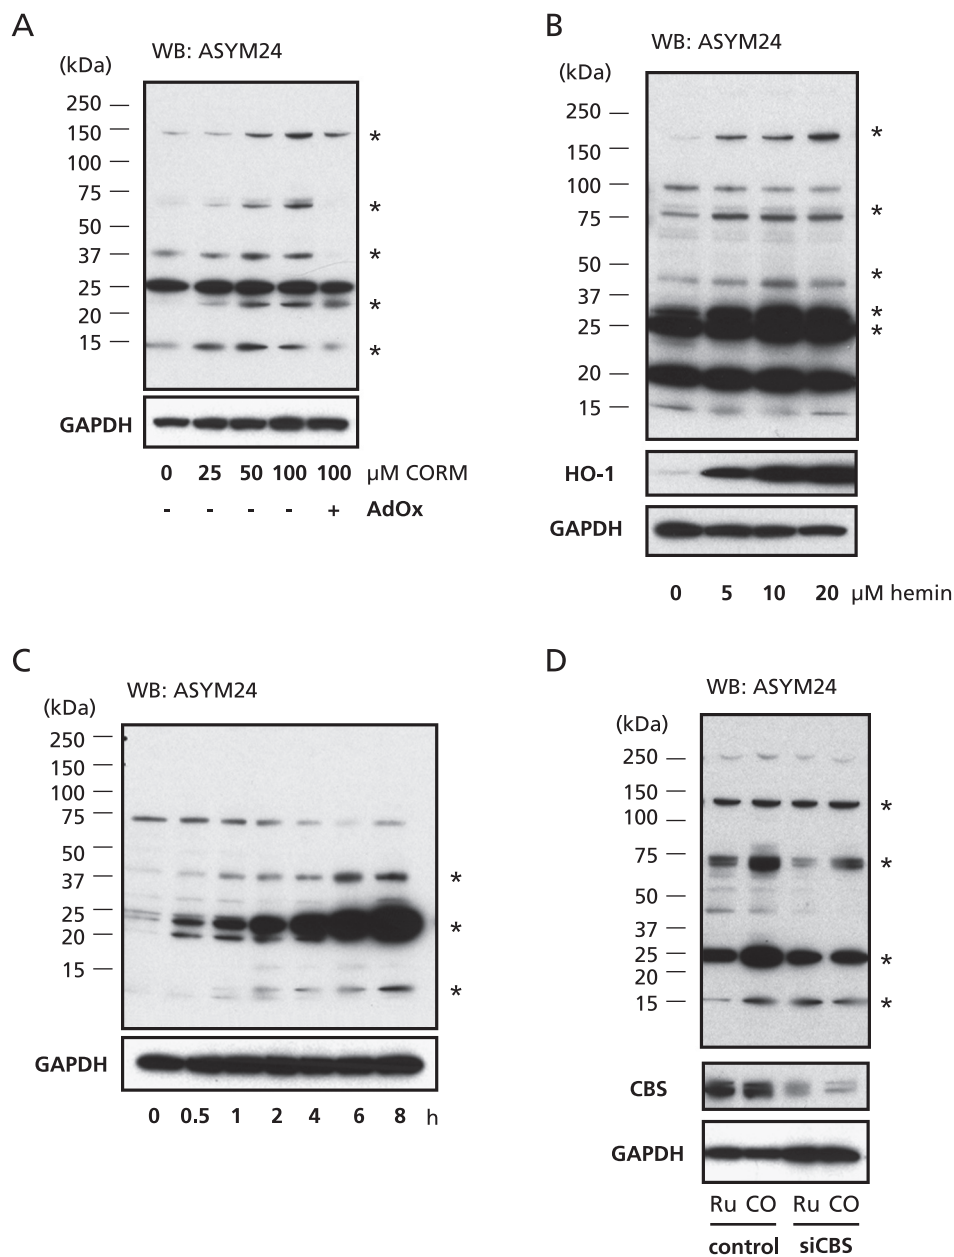 A
WB: ASYM24
(kDa)
250
150
100
75
50
37
25
20
15
*
*
*
*
*
GAPDH
0 25 50 100 100 µM CORM
- - - - + AdOx
B
WB: ASYM24
(kDa)
250
150
100
75
50
37
25
20
15
*
*
*
*
*
HO-1
GAPDH
0 5 10 20 µM hemin
C
WB: ASYM24
(kDa)
250
150
100
75
50
37
25
20
15
*
*
*
GAPDH
0 0.5 1 2 4 6 8 h
D
WB: ASYM24
(kDa)
250
150
100
75
50
37
25
20
15
*
*
*
*
CBS
GAPDH
Ru CO Ru CO
control siCBS